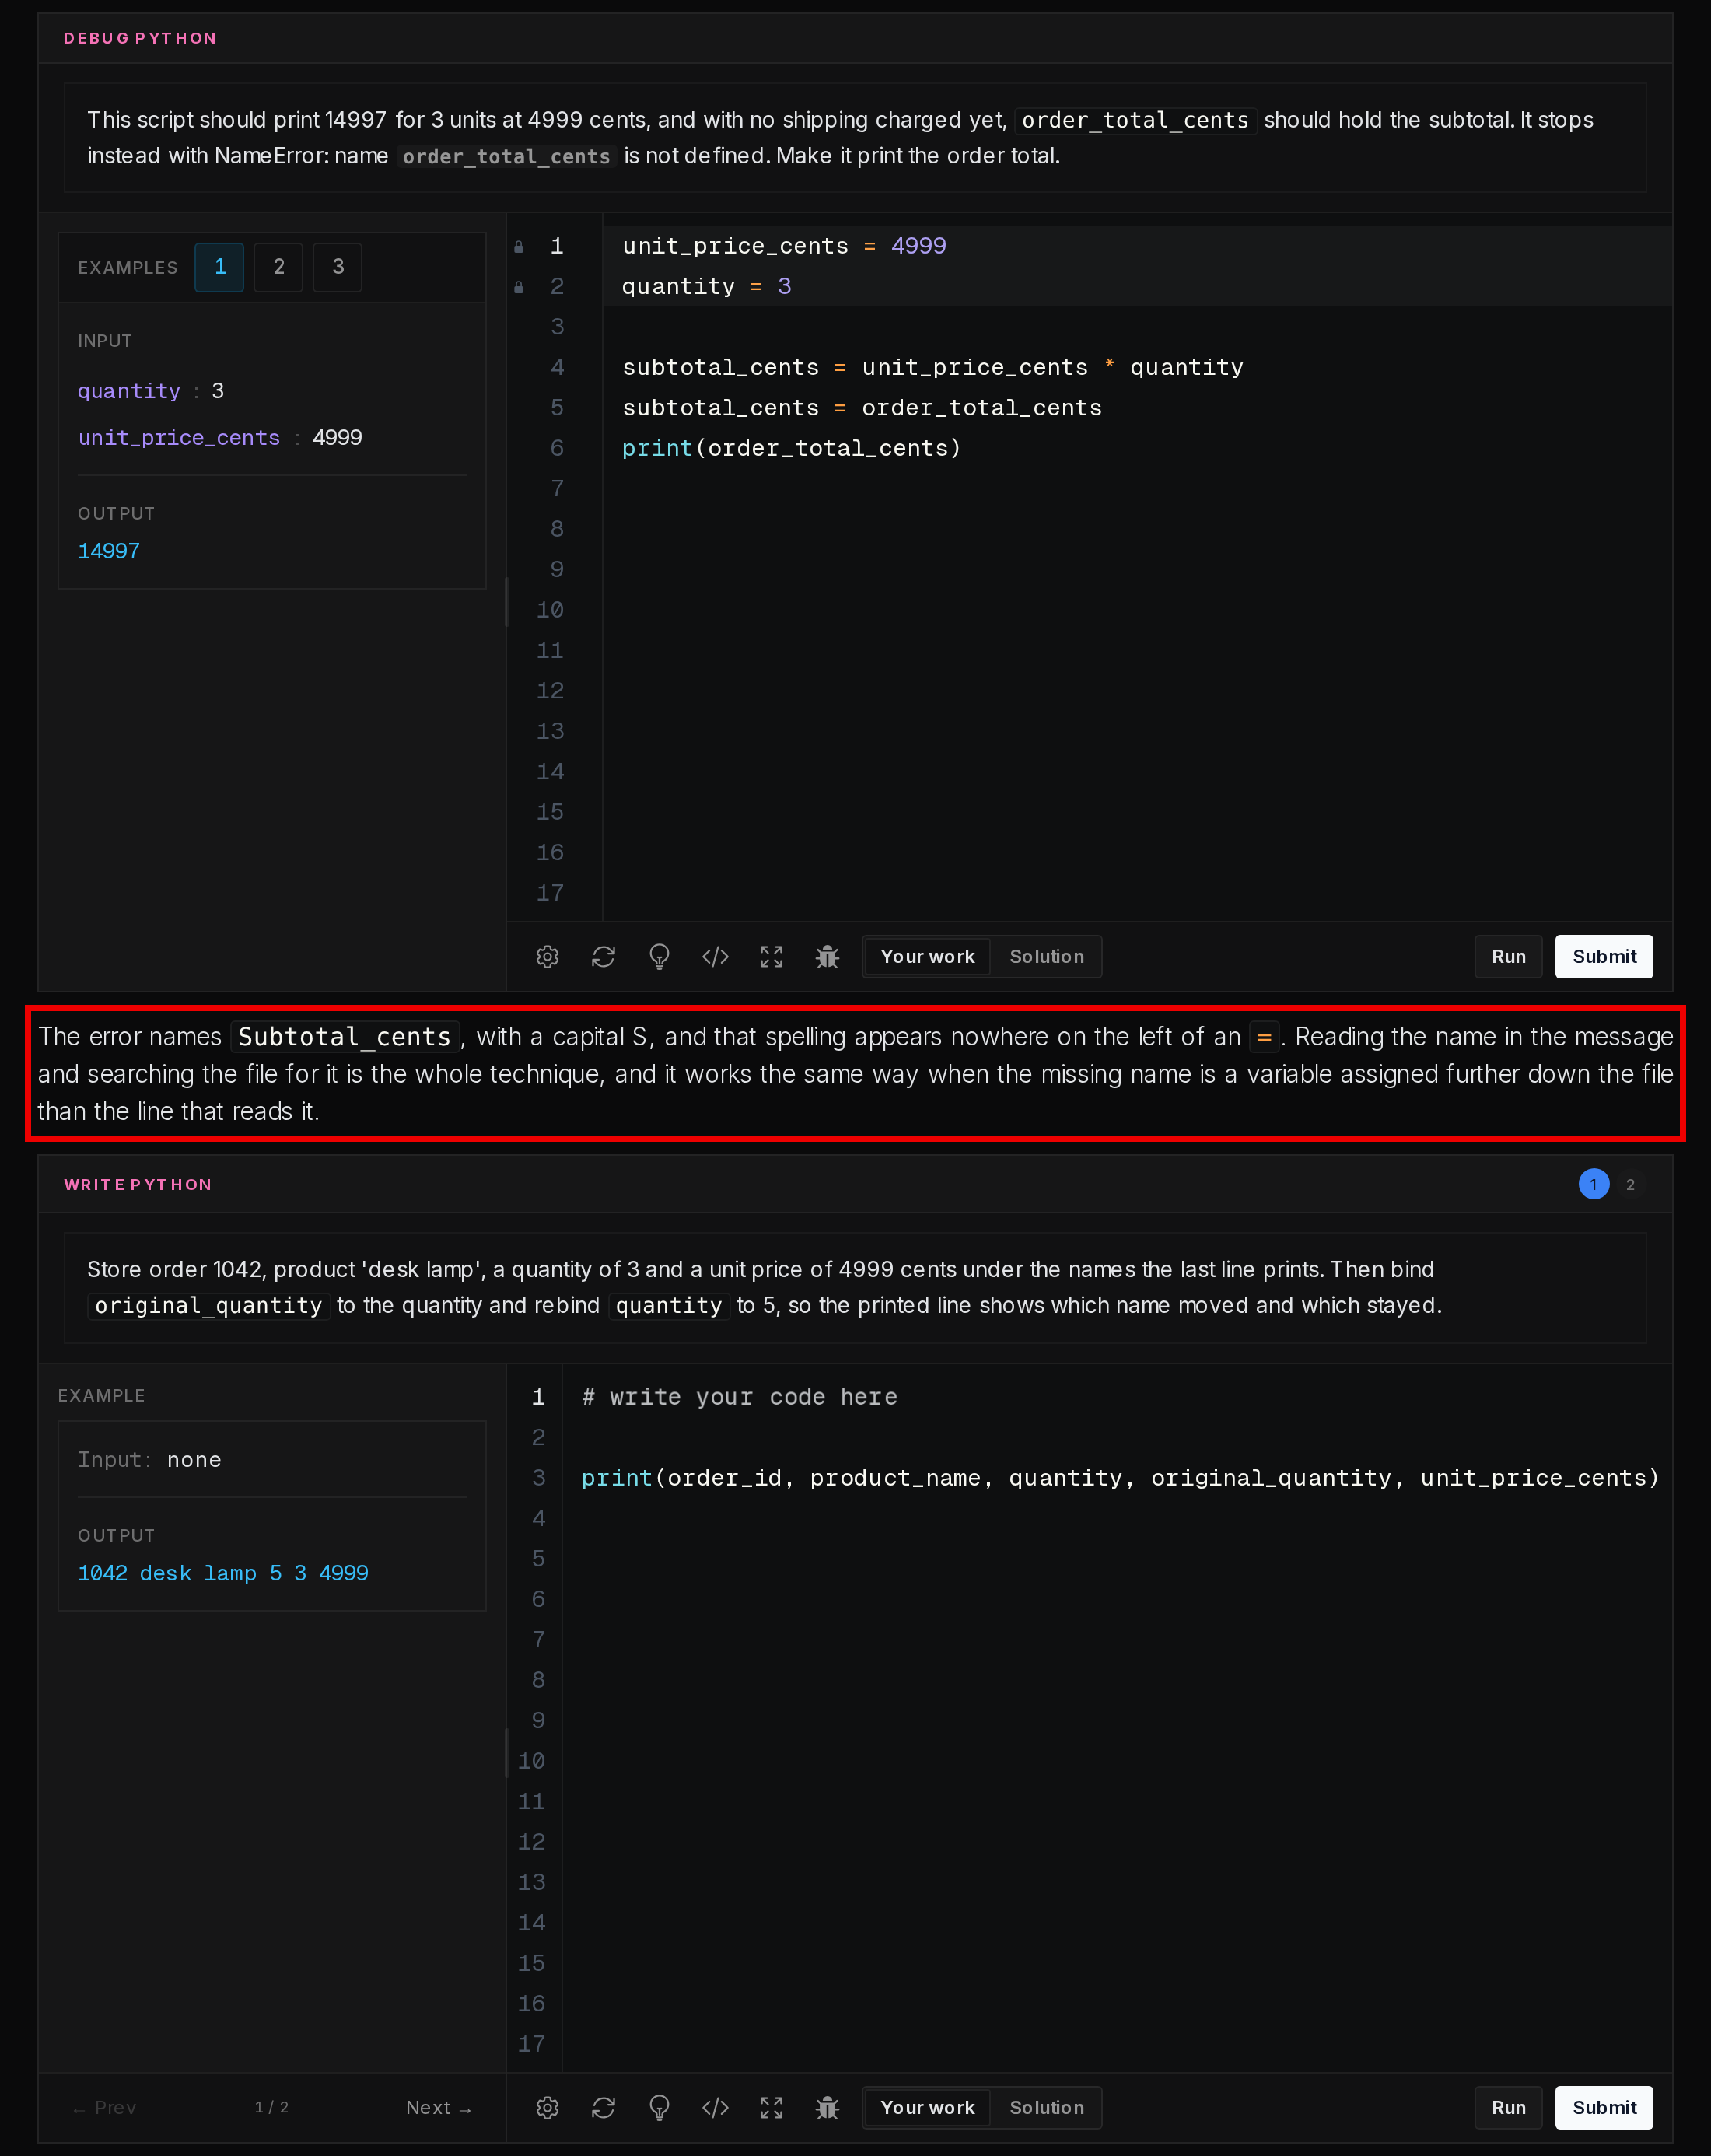 DEBUG PYTHON
This script should print 14997 for 3 units at 4999 cents, and with no shipping charged yet, order_total_cents should hold the subtotal. It stops
instead with NameError: name order_total_cents is not defined. Make it print the order total.
EXAMPLES 1 2 3
INPUT
quantity : 3
unit_price_cents : 4999
OUTPUT
14997
1 unit_price_cents = 4999
2 quantity = 3
3
4 subtotal_cents = unit_price_cents * quantity
5 subtotal_cents = order_total_cents
6 print(order_total_cents)
7
8
9
10
11
12
13
14
15
16
17
Your work Solution Run Submit
The error names Subtotal_cents, with a capital S, and that spelling appears nowhere on the left of an =. Reading the name in the message
and searching the file for it is the whole technique, and it works the same way when the missing name is a variable assigned further down the file
than the line that reads it.
WRITE PYTHON 1 2
Store order 1042, product 'desk lamp', a quantity of 3 and a unit price of 4999 cents under the names the last line prints. Then bind
original_quantity to the quantity and rebind quantity to 5, so the printed line shows which name moved and which stayed.
EXAMPLE
Input: none
OUTPUT
1042 desk lamp 5 3 4999
1 # write your code here
2
3 print(order_id, product_name, quantity, original_quantity, unit_price_cents)
4
5
6
7
8
9
10
11
12
13
14
15
16
17
← Prev 1 / 2 Next →
Your work Solution Run Submit